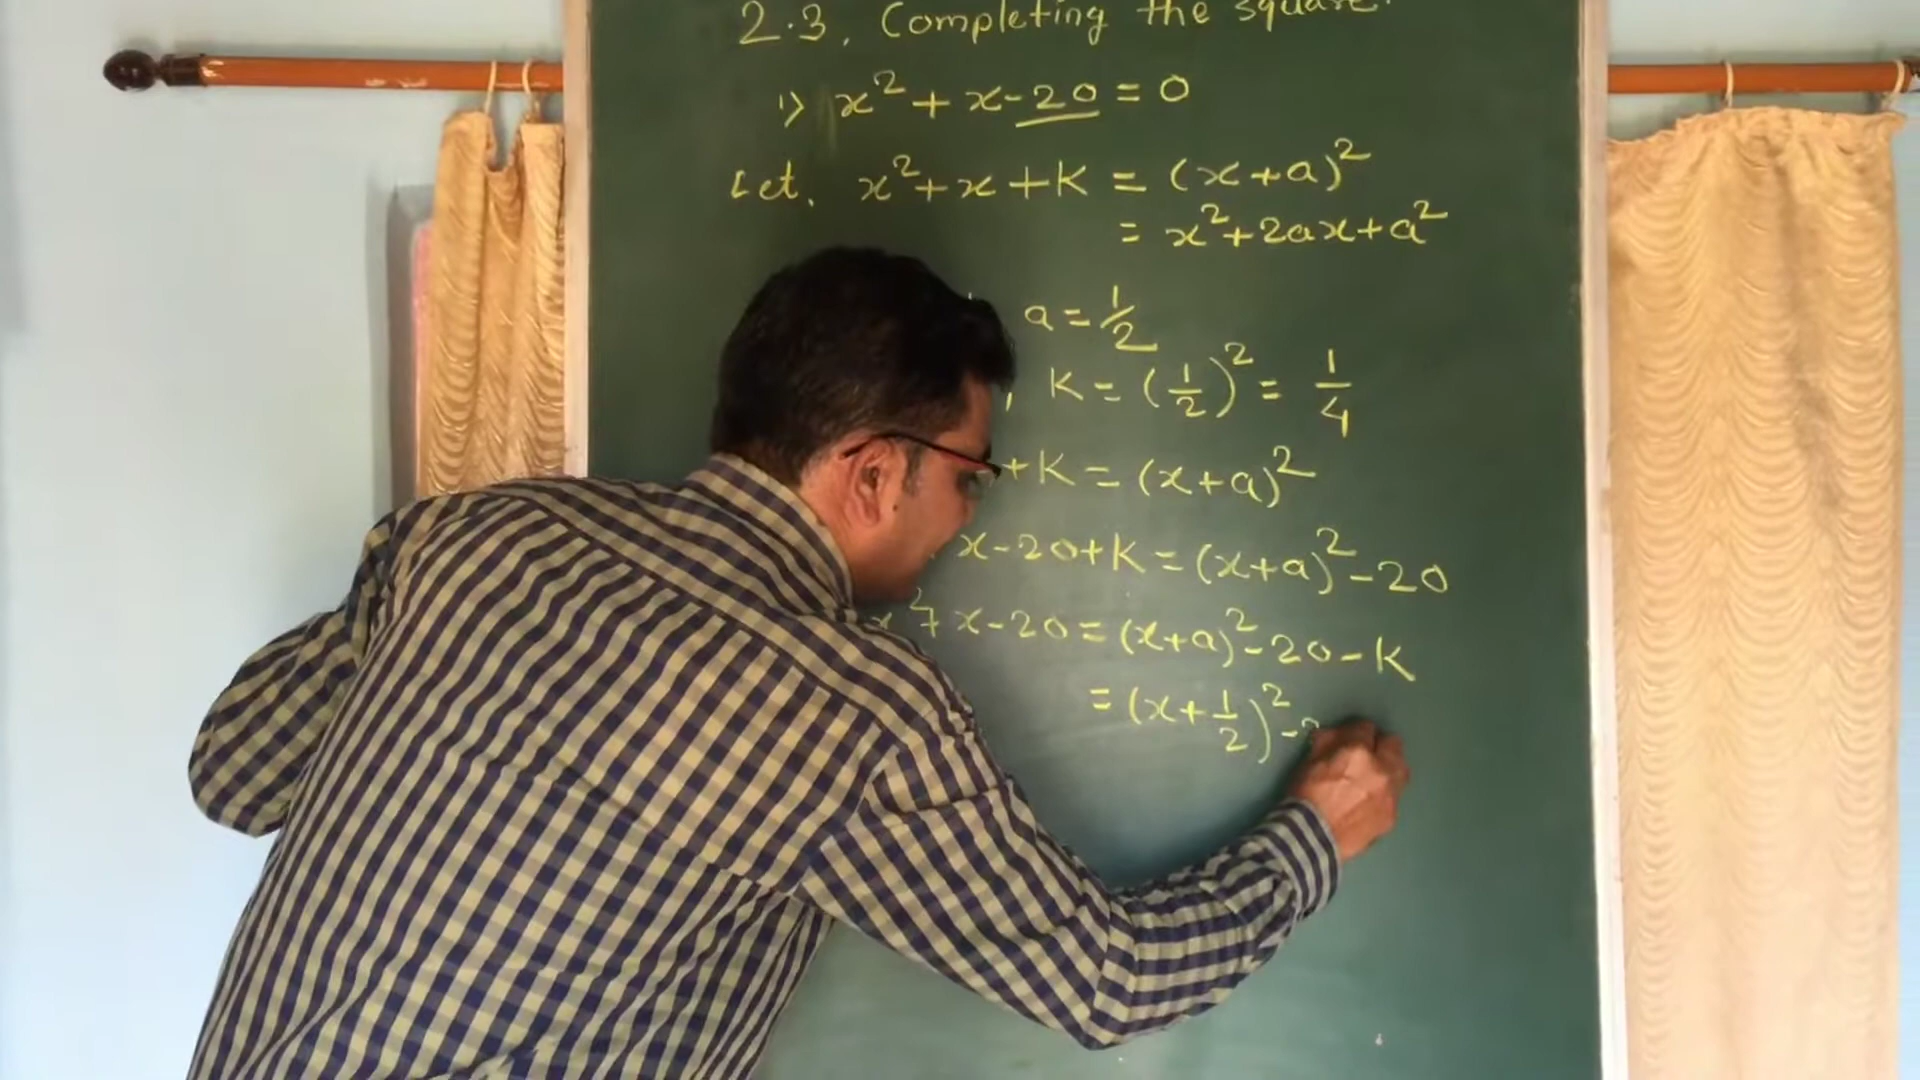 2.3, Completing the square.
1> x² + x - 20 = 0
Let, x² + x + K = (x+a)²
= x² + 2ax + a²
, a = 1/2
, K = (1/2)² = 1/4
+K = (x+a)²
x-20+K = (x+a)² - 20
x² + x-20 = (x+a)² - 20 - K
= (x + 1/2)² -